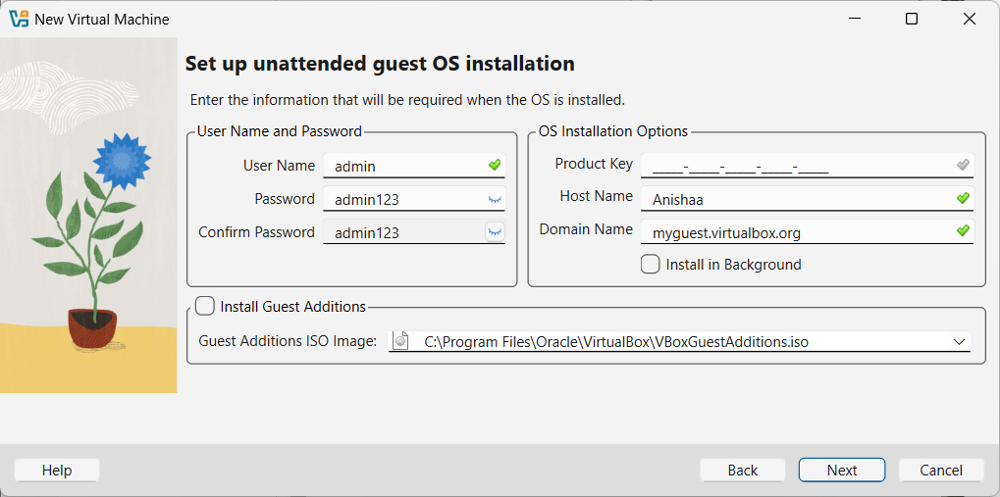 New Virtual Machine
Set up unattended guest OS installation
Enter the information that will be required when the OS is installed.
User Name and Password
User Name admin
Password admin123
Confirm Password admin123
OS Installation Options
Product Key _____-_____-_____-_____-_____
Host Name Anishaa
Domain Name myguest.virtualbox.org
Install in Background
Install Guest Additions
Guest Additions ISO Image: C:\Program Files\Oracle\VirtualBox\VBoxGuestAdditions.iso
Help Back Next Cancel